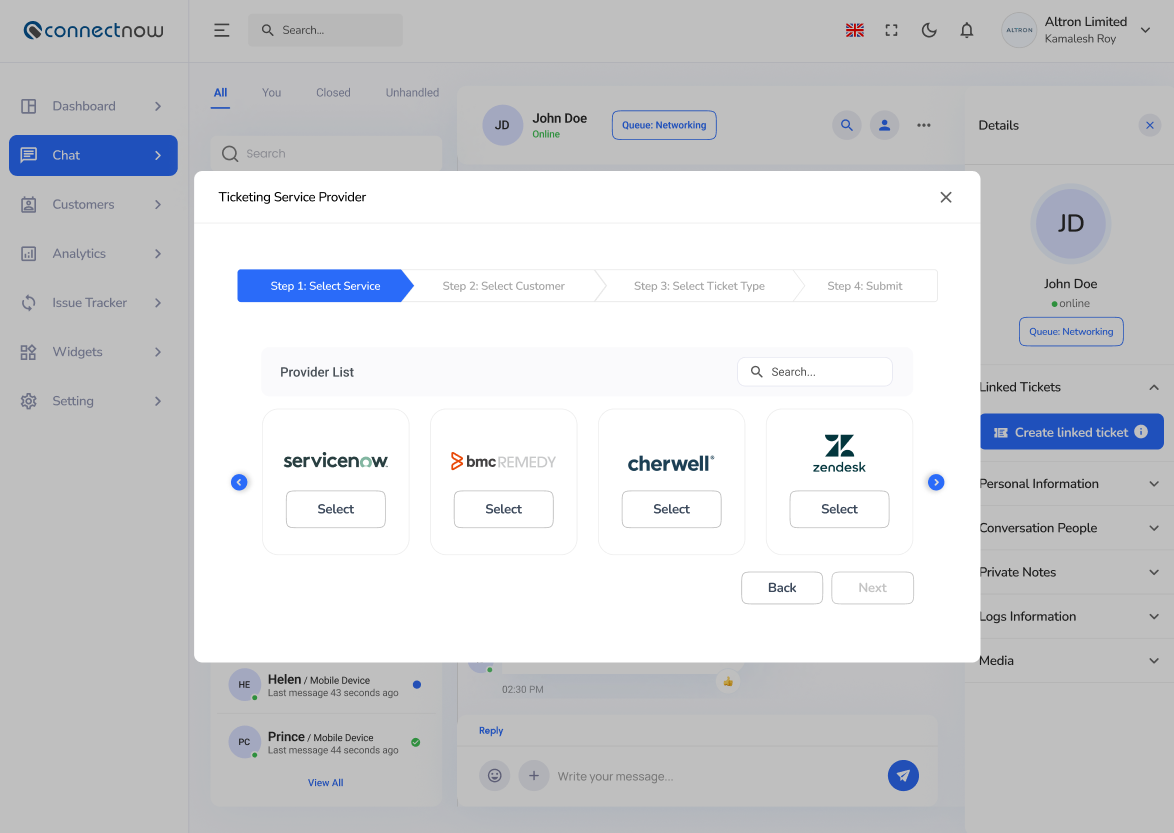 connectnow
Search...
ALTRON
Altron Limited
Kamalesh Roy
Dashboard
Chat
Customers
Analytics
Issue Tracker
Widgets
Setting
All
You
Closed
Unhandled
Search
JD
John Doe
Online
Queue: Networking
Details
Ticketing Service Provider
Step 1: Select Service
Step 2: Select Customer
Step 3: Select Ticket Type
Step 4: Submit
Provider List
Search...
servicenow
Select
bmc REMEDY
Select
cherwell
Select
zendesk
Select
Back
Next
JD
John Doe
online
Queue: Networking
Linked Tickets
Create linked ticket
Personal Information
Conversation People
Private Notes
Logs Information
Media
HE
Helen / Mobile Device
Last message 43 seconds ago
PC
Prince / Mobile Device
Last message 44 seconds ago
View All
02:30 PM
Reply
Write your message...